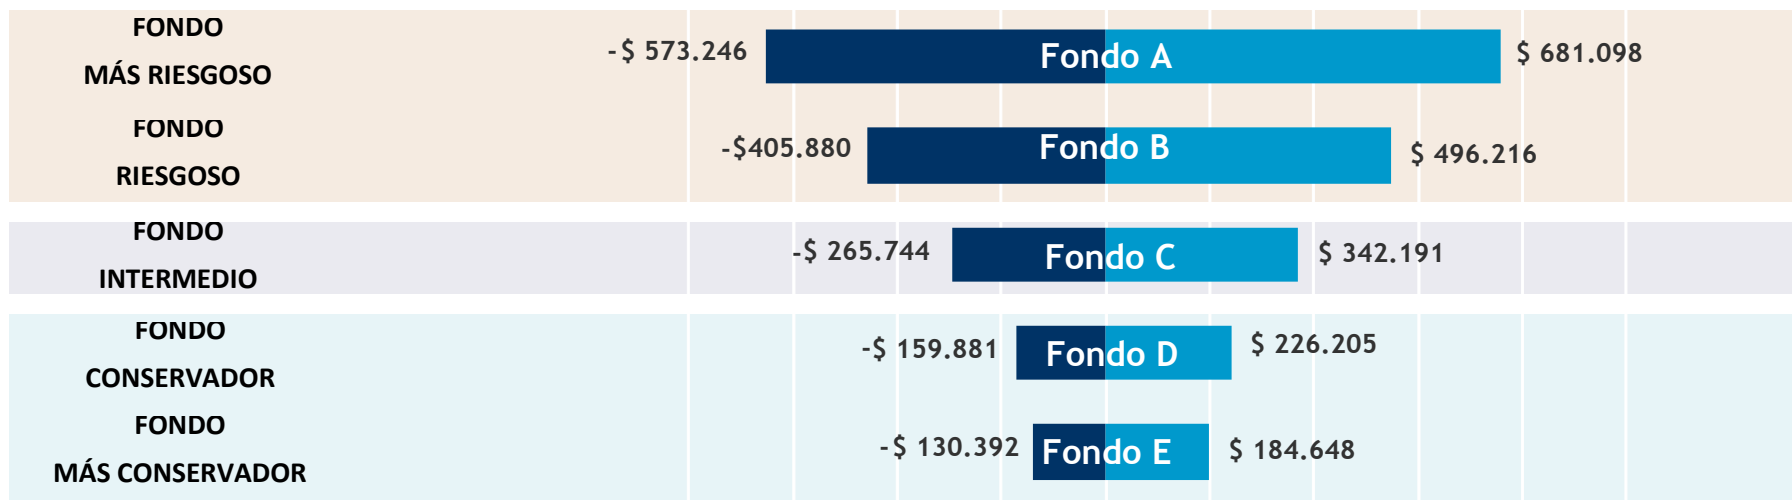 FONDO
MÁS RIESGOSO
-$ 573.246
Fondo A
$ 681.098
FONDO
RIESGOSO
-$405.880
Fondo B
$ 496.216
FONDO
INTERMEDIO
-$ 265.744
Fondo C
$ 342.191
FONDO
CONSERVADOR
-$ 159.881
Fondo D
$ 226.205
FONDO
MÁS CONSERVADOR
-$ 130.392
Fondo E
$ 184.648